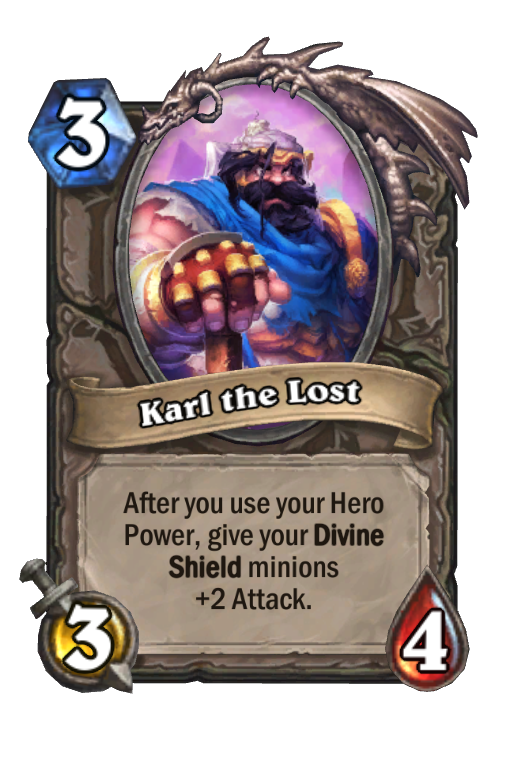 3
Karl the Lost
After you use your Hero
Power, give your Divine
Shield minions
+2 Attack.
3
4